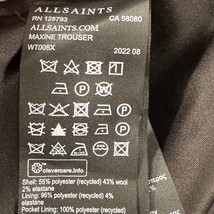 ALLSAINTS
RN 128793 CA 58080
ALLSAINTS.COM
MAXINE TROUSER
WT008X 2022 08
clevercare.info
Shell: 55% polyester (recycled) 43% wool
2% elastane
Lining: 96% polyester (recycled) 4%
elastane
Pocket Lining: 100% polyester (recycled)